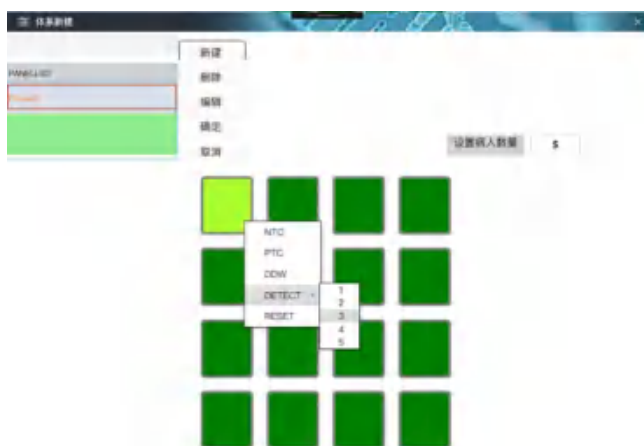 体系新建
新建
PANEL LIST
删除
编辑
确定
取消
设置病人数量 5
NTC
PTC
DDW
DETECT
RESET
1
2
3
4
5